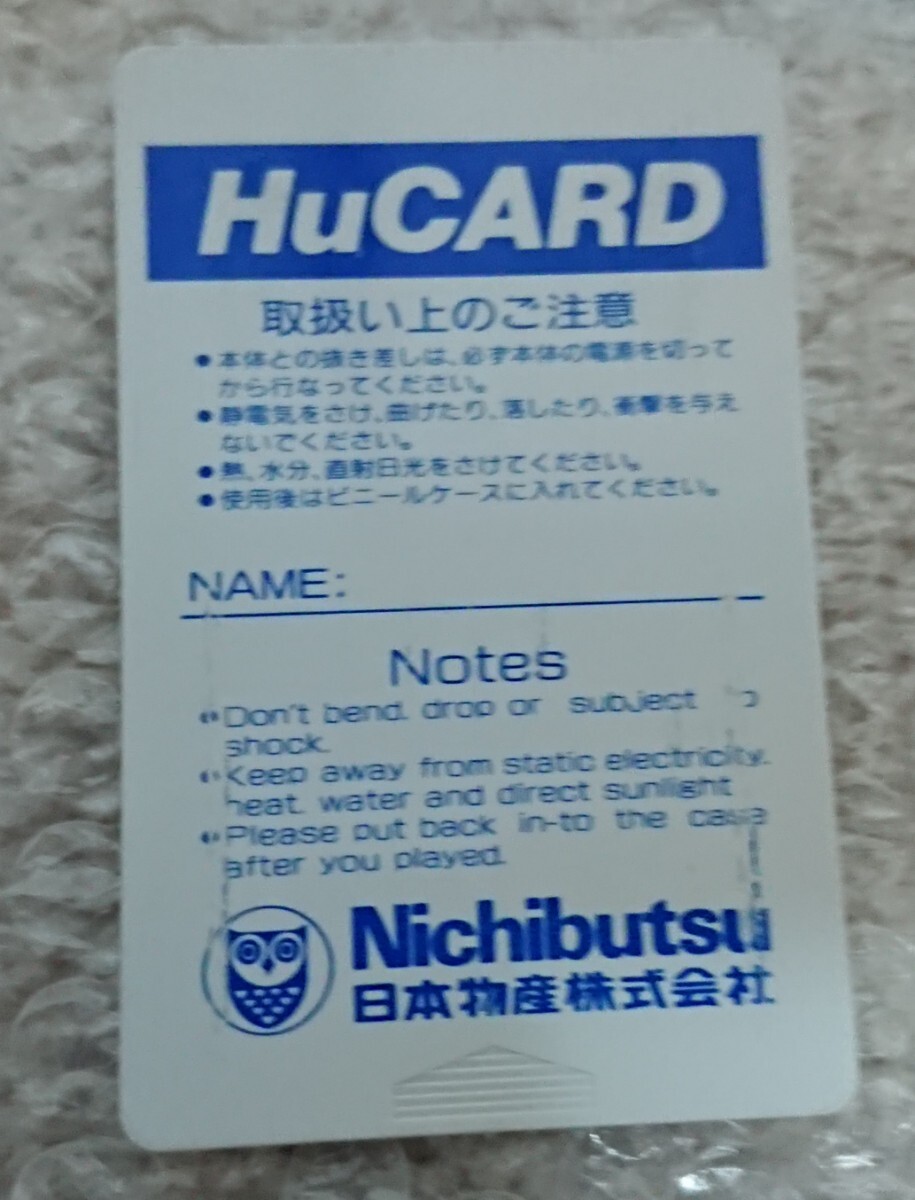 HuCARD
取扱い上のご注意
●本体との抜き差しは、必ず本体の電源を切って
から行なってください。
●静電気をさけ、曲げたり、落したり、衝撃を与え
ないでください。
●熱、水分、直射日光をさけてください。
●使用後はビニールケースに入れてください。
NAME:
Notes
●Don't bend. drop or subject to
shock.
●Keep away from static electricity.
heat. water and direct sunlight
●Please put back in-to the case
after you played.
Nichibutsu
日本物産株式会社